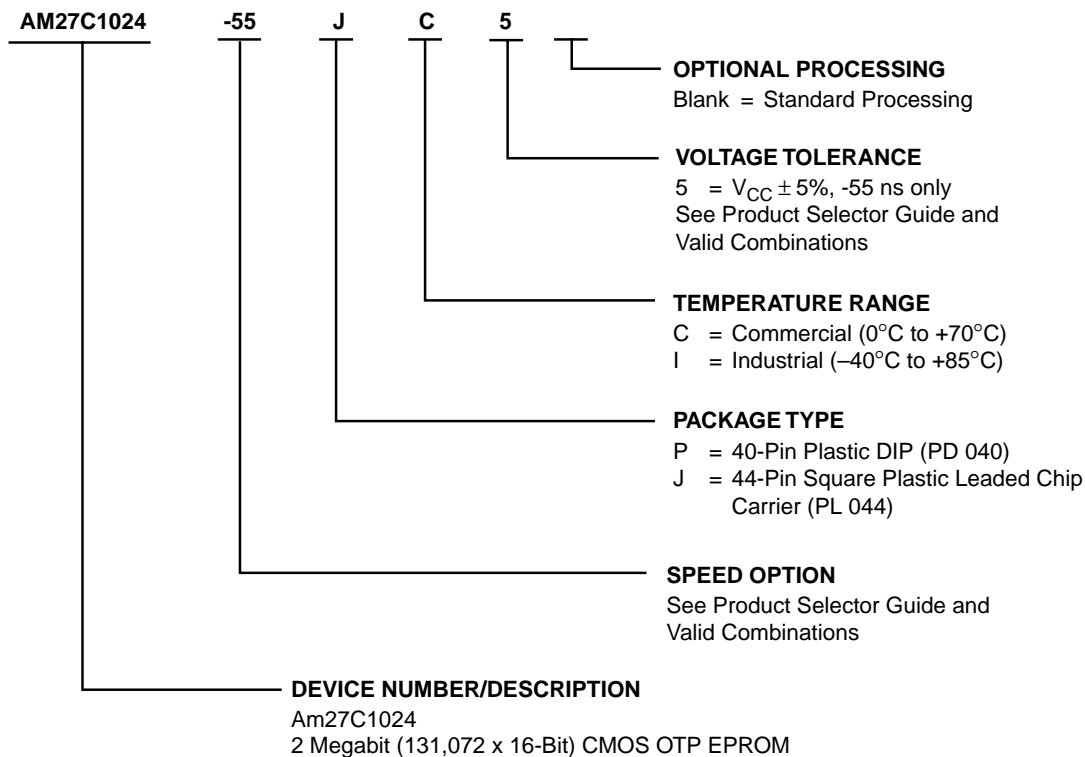 AM27C1024 -55 J C 5
OPTIONAL PROCESSING
Blank = Standard Processing
VOLTAGE TOLERANCE
5 = VCC ± 5%, -55 ns only
See Product Selector Guide and
Valid Combinations
TEMPERATURE RANGE
C = Commercial (0°C to +70°C)
I = Industrial (–40°C to +85°C)
PACKAGE TYPE
P = 40-Pin Plastic DIP (PD 040)
J = 44-Pin Square Plastic Leaded Chip
Carrier (PL 044)
SPEED OPTION
See Product Selector Guide and
Valid Combinations
DEVICE NUMBER/DESCRIPTION
Am27C1024
2 Megabit (131,072 x 16-Bit) CMOS OTP EPROM